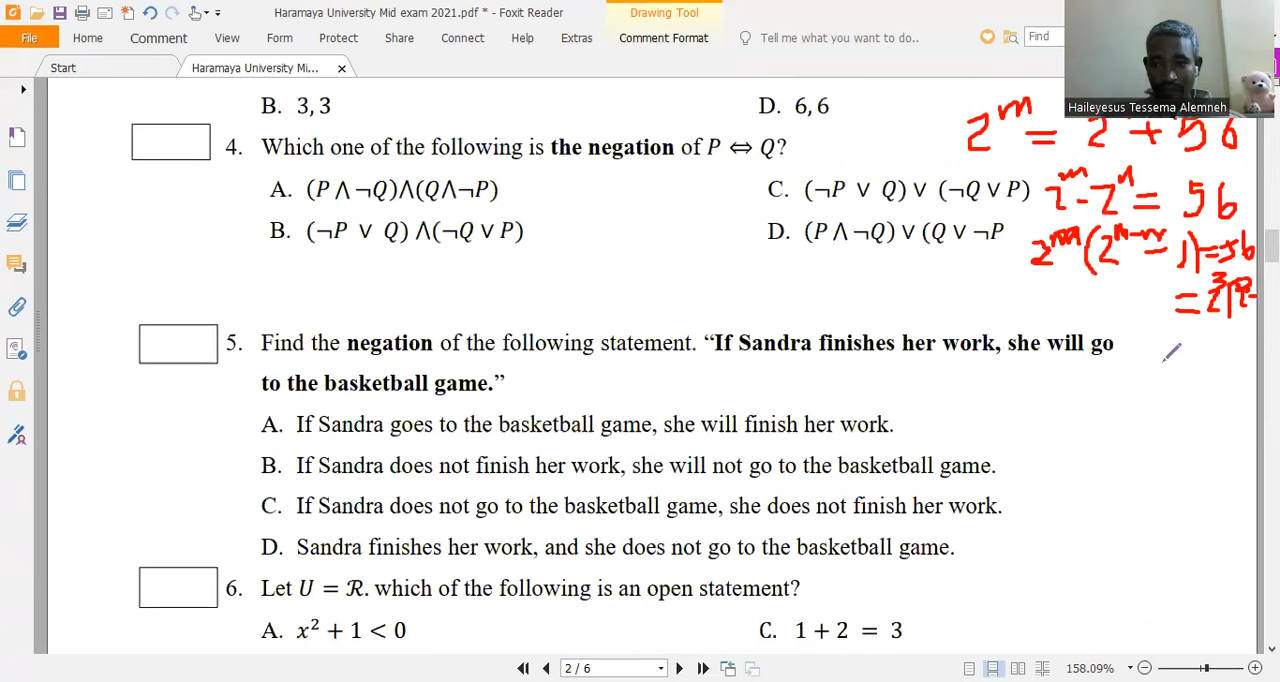 Haramaya University Mid exam 2021.pdf * - Foxit Reader
Drawing Tool
File Home Comment View Form Protect Share Connect Help Extras Comment Format Tell me what you want to do.. Find
Start Haramaya University Mi...
Haileyesus Tessema Alemneh
B. 3, 3 D. 6, 6
4. Which one of the following is the negation of P ⇔ Q?
A. (P ∧ ¬Q)∧(Q∧¬P) C. (¬P ∨ Q) ∨ (¬Q ∨ P)
B. (¬P ∨ Q) ∧(¬Q ∨ P) D. (P ∧ ¬Q) ∨ (Q ∨ ¬P
2^m = 2 + 56
2^m - 2^n = 56
5. Find the negation of the following statement. “If Sandra finishes her work, she will go
to the basketball game.”
A. If Sandra goes to the basketball game, she will finish her work.
B. If Sandra does not finish her work, she will not go to the basketball game.
C. If Sandra does not go to the basketball game, she does not finish her work.
D. Sandra finishes her work, and she does not go to the basketball game.
6. Let U = ℛ. which of the following is an open statement?
A. x² + 1 < 0 C. 1 + 2 = 3
2 / 6 158.09%